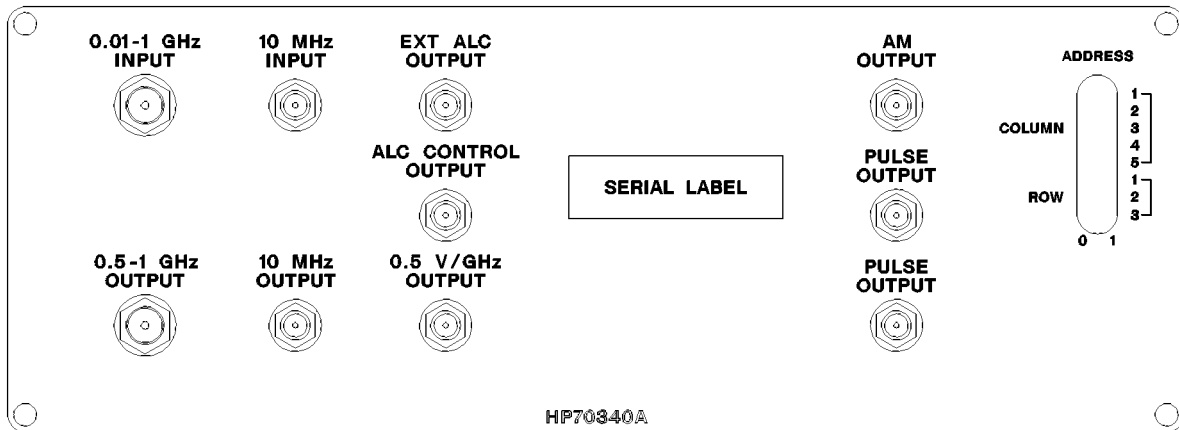 0.01-1 GHz
INPUT
10 MHz
INPUT
EXT ALC
OUTPUT
AM
OUTPUT
ADDRESS
ALC CONTROL
OUTPUT
SERIAL LABEL
PULSE
OUTPUT
COLUMN
1
2
3
4
5
ROW
1
2
3
0 1
0.5-1 GHz
OUTPUT
10 MHz
OUTPUT
0.5 V/GHz
OUTPUT
PULSE
OUTPUT
HP70340A